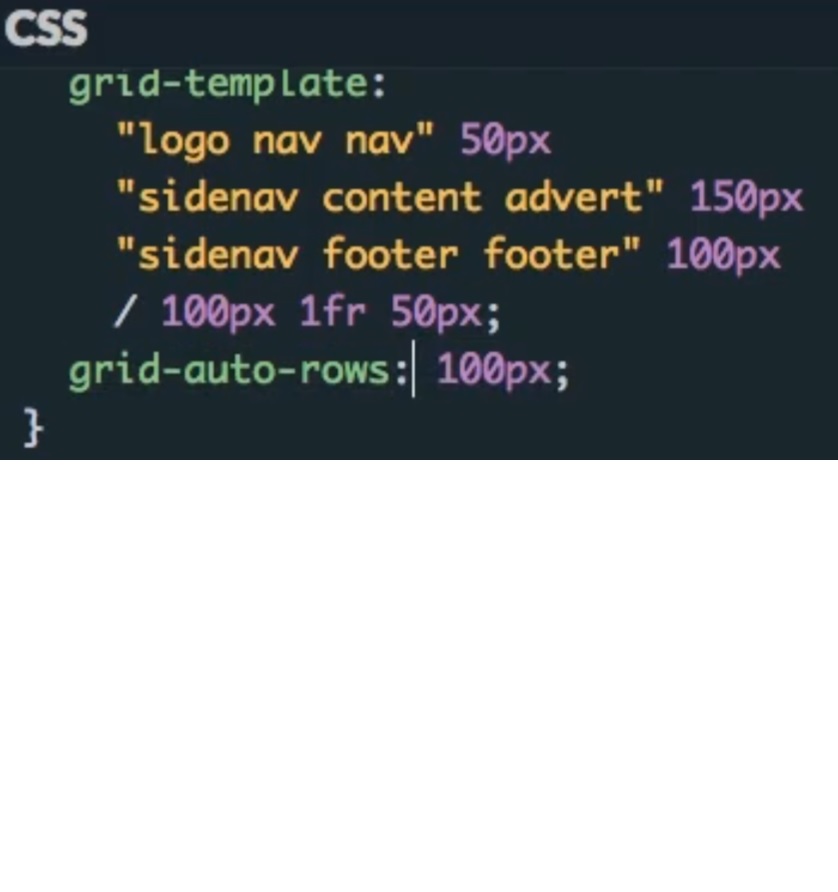 CSS
grid-template:
"logo nav nav" 50px
"sidenav content advert" 150px
"sidenav footer footer" 100px
/ 100px 1fr 50px;
grid-auto-rows: 100px;
}